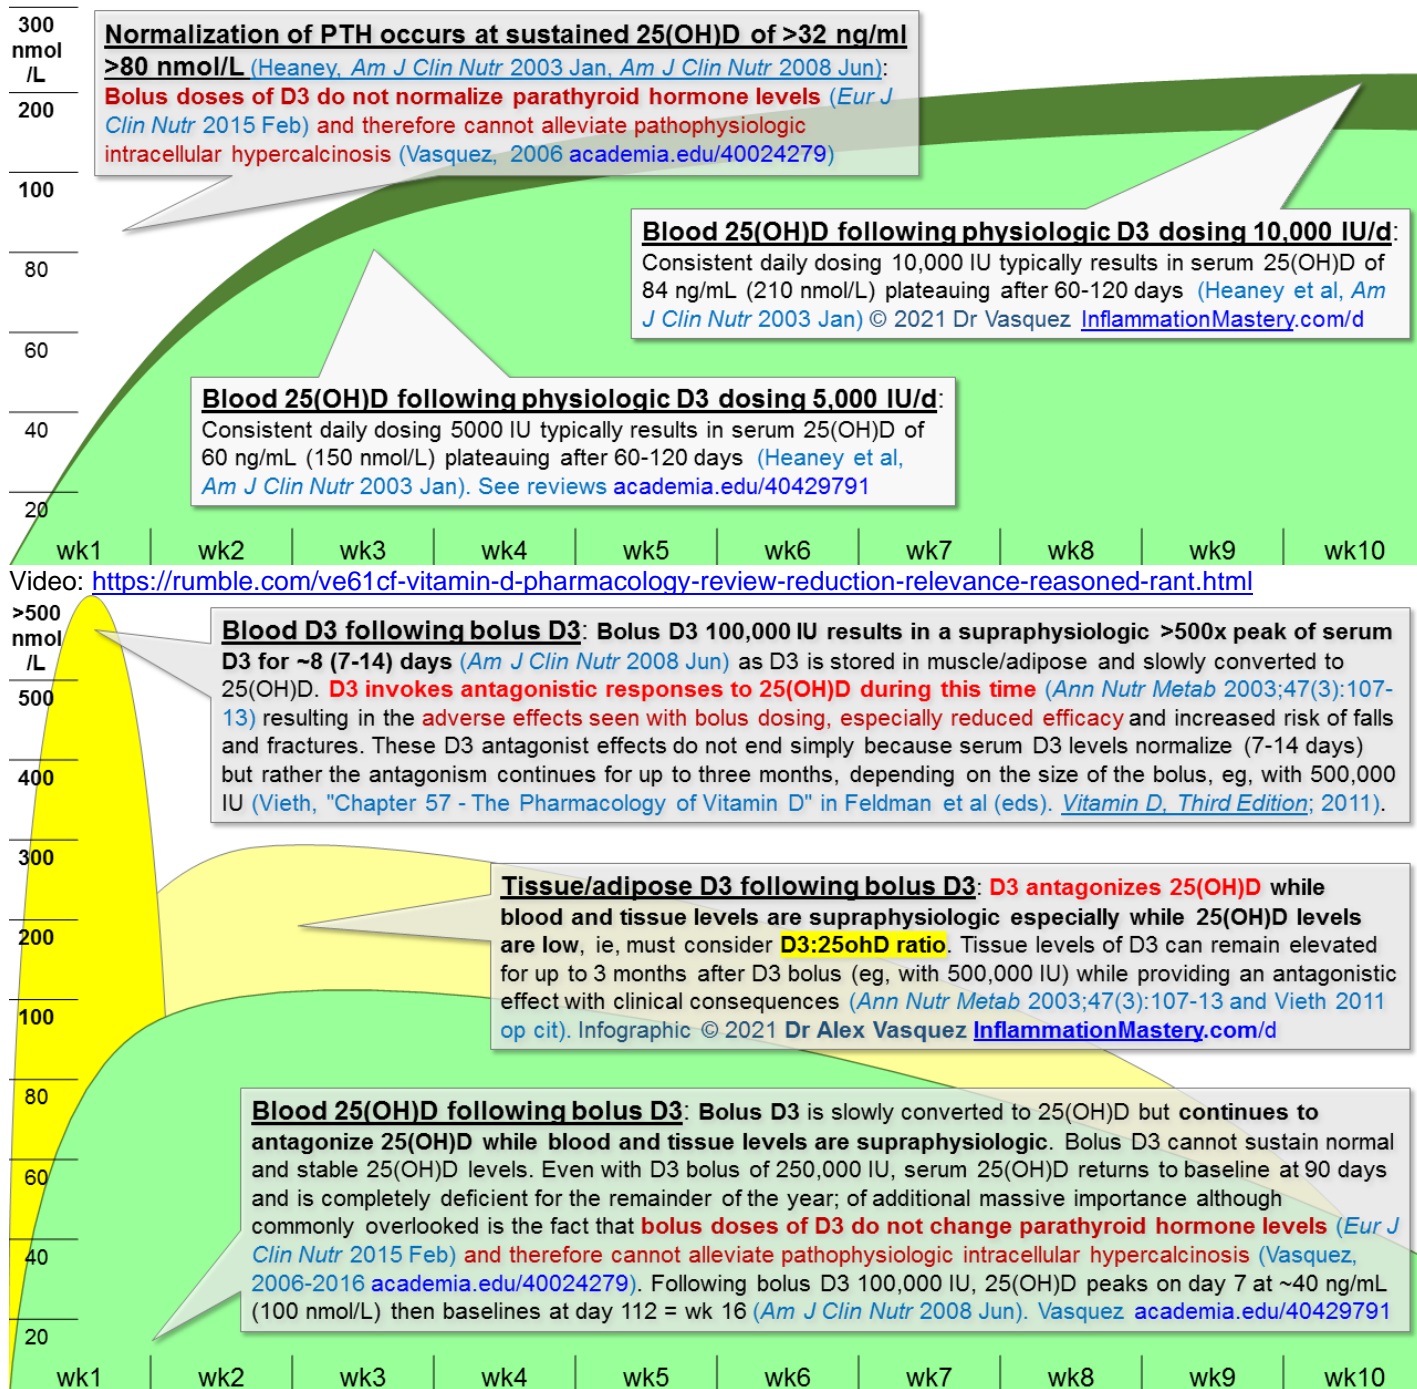 300
nmol
/L
200
100
80
60
40
20
Normalization of PTH occurs at sustained 25(OH)D of >32 ng/ml
>80 nmol/L (Heaney, Am J Clin Nutr 2003 Jan, Am J Clin Nutr 2008 Jun):
Bolus doses of D3 do not normalize parathyroid hormone levels (Eur J
Clin Nutr 2015 Feb) and therefore cannot alleviate pathophysiologic
intracellular hypercalcinosis (Vasquez, 2006 academia.edu/40024279)
Blood 25(OH)D following physiologic D3 dosing 10,000 IU/d:
Consistent daily dosing 10,000 IU typically results in serum 25(OH)D of
84 ng/mL (210 nmol/L) plateauing after 60-120 days (Heaney et al, Am
J Clin Nutr 2003 Jan) © 2021 Dr Vasquez InflammationMastery.com/d
Blood 25(OH)D following physiologic D3 dosing 5,000 IU/d:
Consistent daily dosing 5000 IU typically results in serum 25(OH)D of
60 ng/mL (150 nmol/L) plateauing after 60-120 days (Heaney et al,
Am J Clin Nutr 2003 Jan). See reviews academia.edu/40429791
wk1 wk2 wk3 wk4 wk5 wk6 wk7 wk8 wk9 wk10
Video: https://rumble.com/ve61cf-vitamin-d-pharmacology-review-reduction-relevance-reasoned-rant.html
>500
nmol
/L
500
400
300
200
100
80
60
40
20
Blood D3 following bolus D3: Bolus D3 100,000 IU results in a supraphysiologic >500x peak of serum
D3 for ~8 (7-14) days (Am J Clin Nutr 2008 Jun) as D3 is stored in muscle/adipose and slowly converted to
25(OH)D. D3 invokes antagonistic responses to 25(OH)D during this time (Ann Nutr Metab 2003;47(3):107-
13) resulting in the adverse effects seen with bolus dosing, especially reduced efficacy and increased risk of falls
and fractures. These D3 antagonist effects do not end simply because serum D3 levels normalize (7-14 days)
but rather the antagonism continues for up to three months, depending on the size of the bolus, eg, with 500,000
IU (Vieth, "Chapter 57 - The Pharmacology of Vitamin D" in Feldman et al (eds). Vitamin D, Third Edition; 2011).
Tissue/adipose D3 following bolus D3: D3 antagonizes 25(OH)D while
blood and tissue levels are supraphysiologic especially while 25(OH)D levels
are low, ie, must consider D3:25ohD ratio. Tissue levels of D3 can remain elevated
for up to 3 months after D3 bolus (eg, with 500,000 IU) while providing an antagonistic
effect with clinical consequences (Ann Nutr Metab 2003;47(3):107-13 and Vieth 2011
op cit). Infographic © 2021 Dr Alex Vasquez InflammationMastery.com/d
Blood 25(OH)D following bolus D3: Bolus D3 is slowly converted to 25(OH)D but continues to
antagonize 25(OH)D while blood and tissue levels are supraphysiologic. Bolus D3 cannot sustain normal
and stable 25(OH)D levels. Even with D3 bolus of 250,000 IU, serum 25(OH)D returns to baseline at 90 days
and is completely deficient for the remainder of the year; of additional massive importance although
commonly overlooked is the fact that bolus doses of D3 do not change parathyroid hormone levels (Eur J
Clin Nutr 2015 Feb) and therefore cannot alleviate pathophysiologic intracellular hypercalcinosis (Vasquez,
2006-2016 academia.edu/40024279). Following bolus D3 100,000 IU, 25(OH)D peaks on day 7 at ~40 ng/mL
(100 nmol/L) then baselines at day 112 = wk 16 (Am J Clin Nutr 2008 Jun). Vasquez academia.edu/40429791
wk1 wk2 wk3 wk4 wk5 wk6 wk7 wk8 wk9 wk10